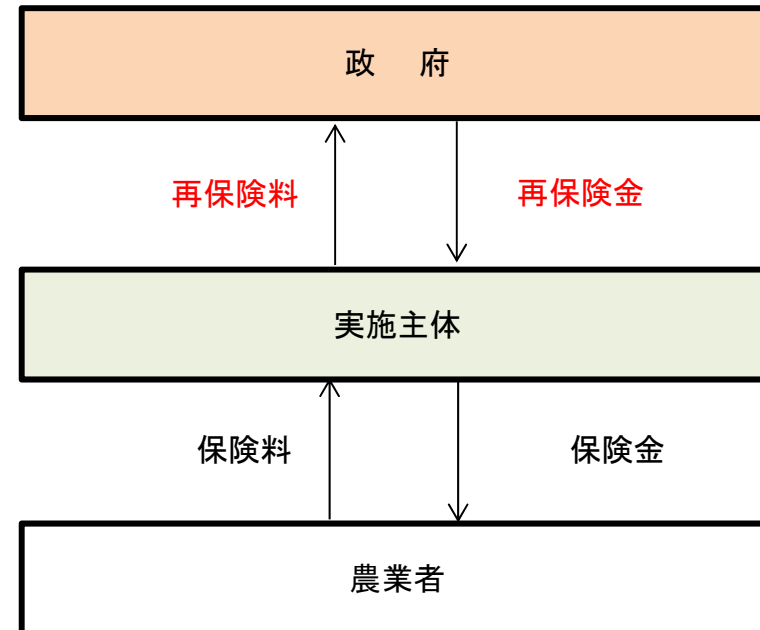 政　府
再保険料
再保険金
実施主体
保険料
保険金
農業者